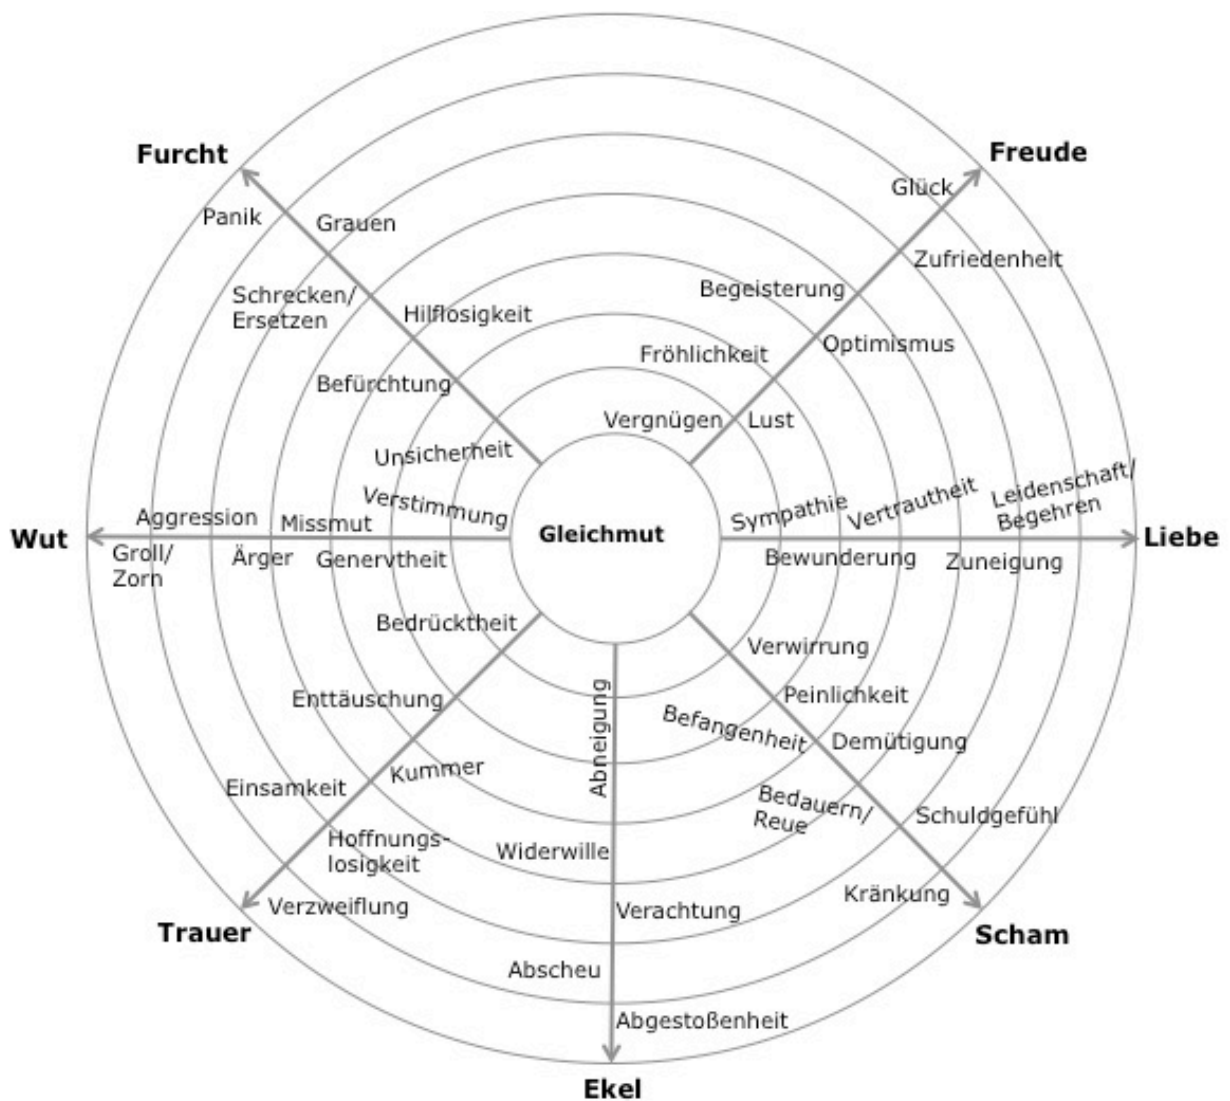 Furcht
Freude
Glück
Panik
Grauen
Zufriedenheit
Schrecken/
Ersetzen
Begeisterung
Hilflosigkeit
Optimismus
Fröhlichkeit
Befürchtung
Vergnügen
Lust
Unsicherheit
Verstimmung
Sympathie
Vertrautheit
Leidenschaft/
Begehren
Aggression
Missmut
Wut
Gleichmut
Liebe
Groll/
Zorn
Ärger
Genervtheit
Bewunderung
Zuneigung
Bedrücktheit
Verwirrung
Enttäuschung
Abneigung
Peinlichkeit
Befangenheit
Demütigung
Kummer
Einsamkeit
Bedauern/
Reue
Schuldgefühl
Hoffnungs-
losigkeit
Widerwille
Kränkung
Verzweiflung
Verachtung
Trauer
Scham
Abscheu
Abgestoßenheit
Ekel